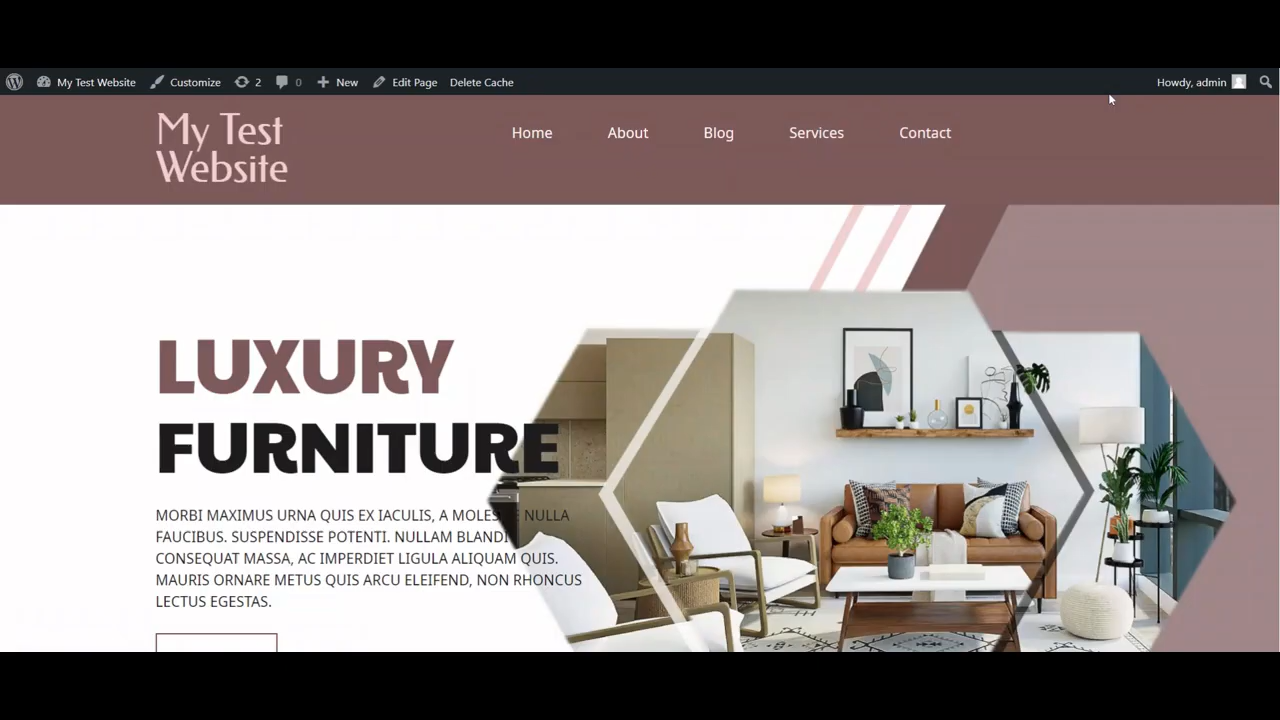 My Test Website Customize 2 0 New Edit Page Delete Cache Howdy, admin
My Test
Website
Home About Blog Services Contact
LUXURY
FURNITURE
MORBI MAXIMUS URNA QUIS EX IACULIS, A NULLA
FAUCIBUS. SUSPENDISSE POTENTI. NULLAM BLANDI
CONSEQUAT MASSA, AC IMPERDIET LIGULA ALIQUAM QUIS.
MAURIS ORNARE METUS QUIS ARCU ELEIFEND, NON RHONCUS
LECTUS EGESTAS.